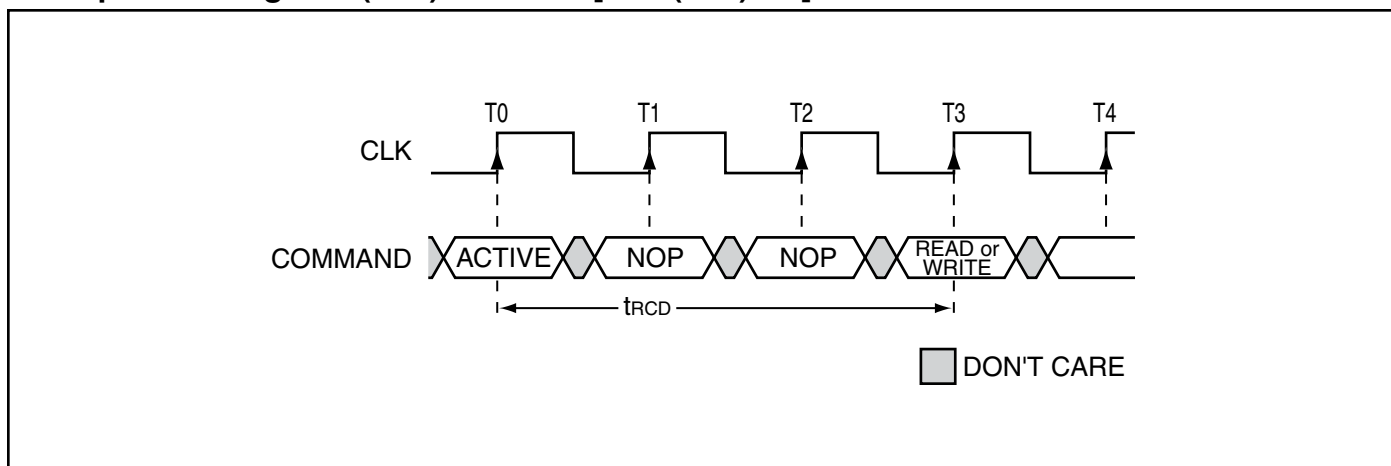 T0 T1 T2 T3 T4
CLK
COMMAND ACTIVE NOP NOP READ or
WRITE
tRCD
DON'T CARE